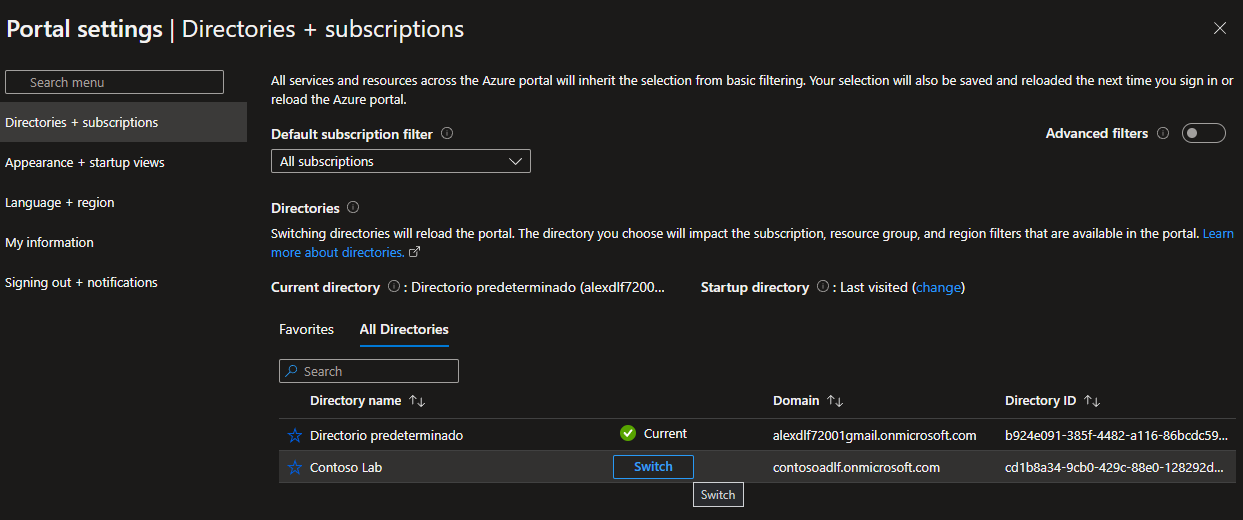 Portal settings | Directories + subscriptions
Search menu
Directories + subscriptions
Appearance + startup views
Language + region
My information
Signing out + notifications
All services and resources across the Azure portal will inherit the selection from basic filtering. Your selection will also be saved and reloaded the next time you sign in or
reload the Azure portal.
Default subscription filter
Advanced filters
All subscriptions
Directories
Switching directories will reload the portal. The directory you choose will impact the subscription, resource group, and region filters that are available in the portal. Learn
more about directories.
Current directory : Directorio predeterminado (alexdlf7200... Startup directory : Last visited (change)
Favorites All Directories
Search
Directory name Domain Directory ID
Directorio predeterminado Current alexdlf72001gmail.onmicrosoft.com b924e091-385f-4482-a116-86bcdc59...
Contoso Lab Switch contosoadlf.onmicrosoft.com cd1b8a34-9cb0-429c-88e0-128292d...
Switch